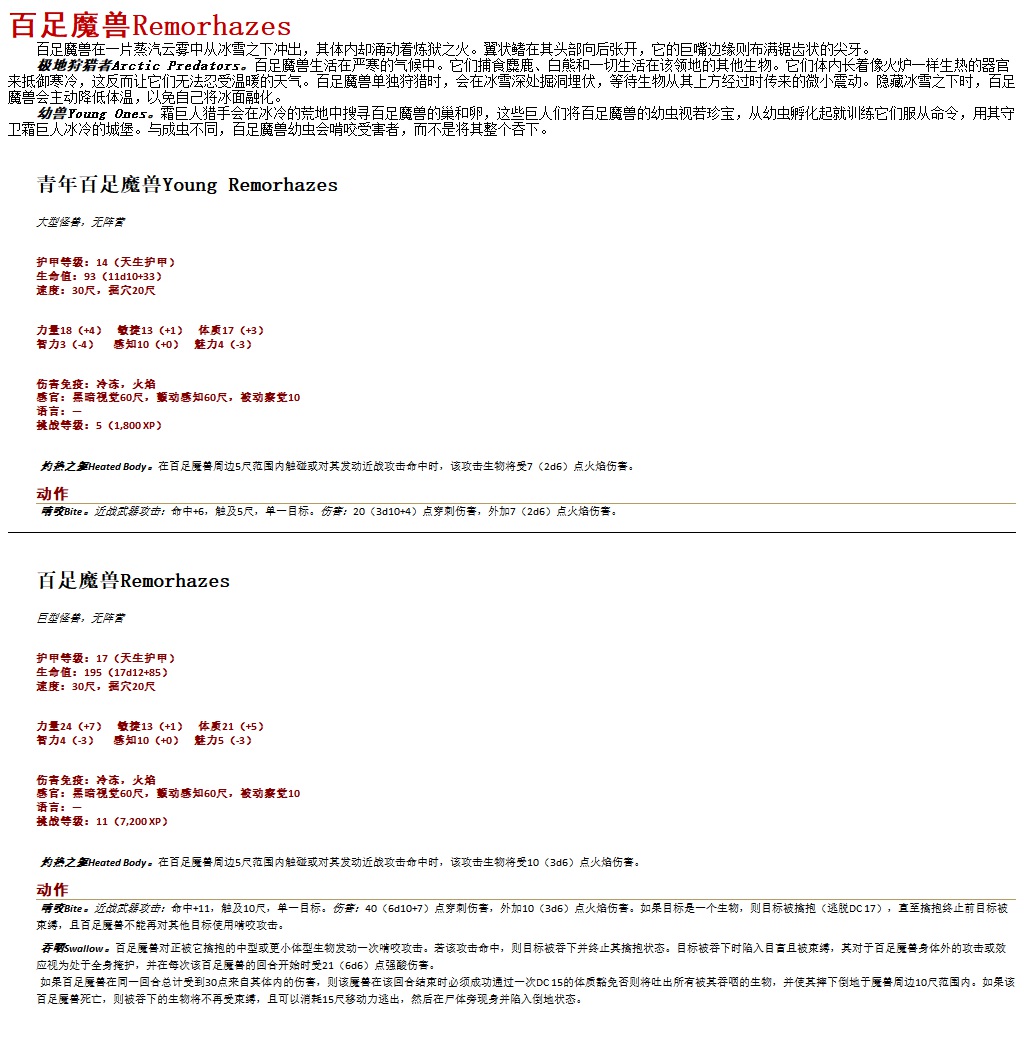 百足魔兽Remorhazes
百足魔兽在一片蒸汽云雾中从冰雪之下冲出，其体内却涌动着炼狱之火。翼状鳍在其头部向后张开，它的巨嘴边缘则布满锯齿状的尖牙。
极地狩猎者Arctic Predators。百足魔兽生活在严寒的气候中。它们捕食麋鹿、白熊和一切生活在该领地的其他生物。它们体内长着像火炉一样生热的器官
来抵御寒冷，这反而让它们无法忍受温暖的天气。百足魔兽单独狩猎时，会在冰雪深处掘洞埋伏，等待生物从其上方经过时传来的微小震动。隐藏冰雪之下时，百足
魔兽会主动降低体温，以免自己将冰面融化。
幼兽Young Ones。霜巨人猎手会在冰冷的荒地中搜寻百足魔兽的巢和卵，这些巨人们将百足魔兽的幼虫视若珍宝，从幼虫孵化起就训练它们服从命令，用其守
卫霜巨人冰冷的城堡。与成虫不同，百足魔兽幼虫会啃咬受害者，而不是将其整个吞下。
青年百足魔兽Young Remorhazes
大型怪兽，无阵营
护甲等级：14（天生护甲）
生命值：93（11d10+33）
速度：30尺，掘穴20尺
力量18（+4） 敏捷13（+1） 体质17（+3）
智力3（-4） 感知10（+0） 魅力4（-3）
伤害免疫：冷冻，火焰
感官：黑暗视觉60尺，颤动感知60尺，被动察觉10
语言：—
挑战等级：5（1,800 XP）
灼热之躯Heated Body。在百足魔兽周边5尺范围内触碰或对其发动近战攻击命中时，该攻击生物将受7（2d6）点火焰伤害。
动作
啃咬Bite。近战武器攻击：命中+6，触及5尺，单一目标。伤害：20（3d10+4）点穿刺伤害，外加7（2d6）点火焰伤害。
百足魔兽Remorhazes
巨型怪兽，无阵营
护甲等级：17（天生护甲）
生命值：195（17d12+85）
速度：30尺，掘穴20尺
力量24（+7） 敏捷13（+1） 体质21（+5）
智力4（-3） 感知10（+0） 魅力5（-3）
伤害免疫：冷冻，火焰
感官：黑暗视觉60尺，颤动感知60尺，被动察觉10
语言：—
挑战等级：11（7,200 XP）
灼热之躯Heated Body。在百足魔兽周边5尺范围内触碰或对其发动近战攻击命中时，该攻击生物将受10（3d6）点火焰伤害。
动作
啃咬Bite。近战武器攻击：命中+11，触及10尺，单一目标。伤害：40（6d10+7）点穿刺伤害，外加10（3d6）点火焰伤害。如果目标是一个生物，则目标被擒抱（逃脱DC 17），直至擒抱终止前目标被
束缚，且百足魔兽不能再对其他目标使用啃咬攻击。
吞咽Swallow。百足魔兽对正被它擒抱的中型或更小体型生物发动一次啃咬攻击。若该攻击命中，则目标被吞下并终止其擒抱状态。目标被吞下时陷入目盲且被束缚，其对于百足魔兽身体外的攻击或效
应视为处于全身掩护，并在每次该百足魔兽的回合开始时受21（6d6）点强酸伤害。
如果百足魔兽在同一回合总计受到30点来自其体内的伤害，则该魔兽在该回合结束时必须成功通过一次DC 15的体质豁免否则将吐出所有被其吞咽的生物，并使其摔下倒地于魔兽周边10尺范围内。如果该
百足魔兽死亡，则被吞下的生物将不再受束缚，且可以消耗15尺移动力逃出，然后在尸体旁现身并陷入倒地状态。